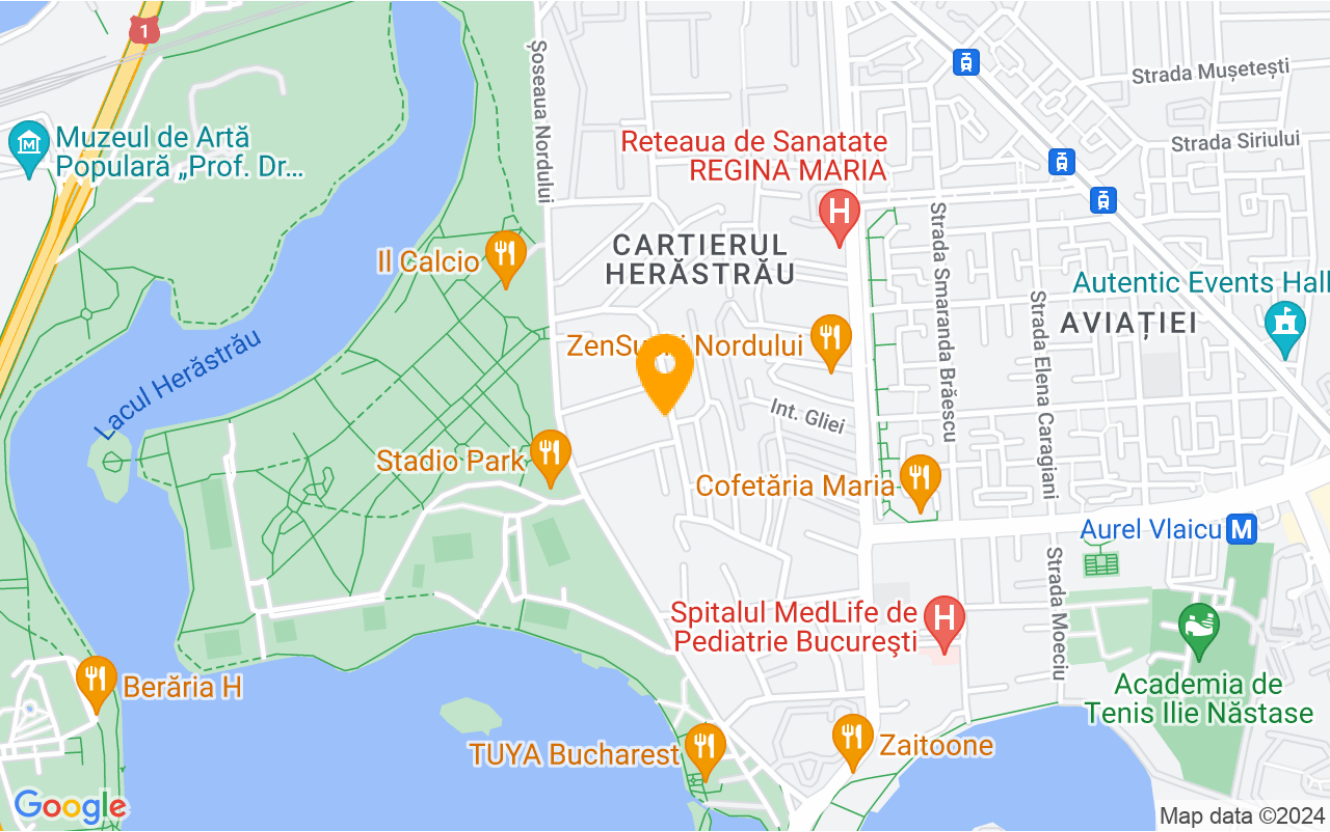 1
Șoseaua Nordului
Strada Mușetești
Muzeul de Artă
Populară „Prof. Dr...
Reteaua de Sanatate
REGINA MARIA
H
Strada Siriului
CARTIERUL
HERĂSTRĂU
Il Calcio
Strada Smaranda Brăescu
Autentic Events Hall
AVIAȚIEI
Strada Elena Caragiani
Lacul Herăstrău
Nordului
Int. Gliei
Stadio Park
Cofetăria Maria
Aurel Vlaicu M
Strada Moeciu
Spitalul MedLife de
Pediatrie Bucureşti
H
Berăria H
Academia de
Tenis Ilie Năstase
TUYA Bucharest
Zaitoone
Google
Map data ©2024